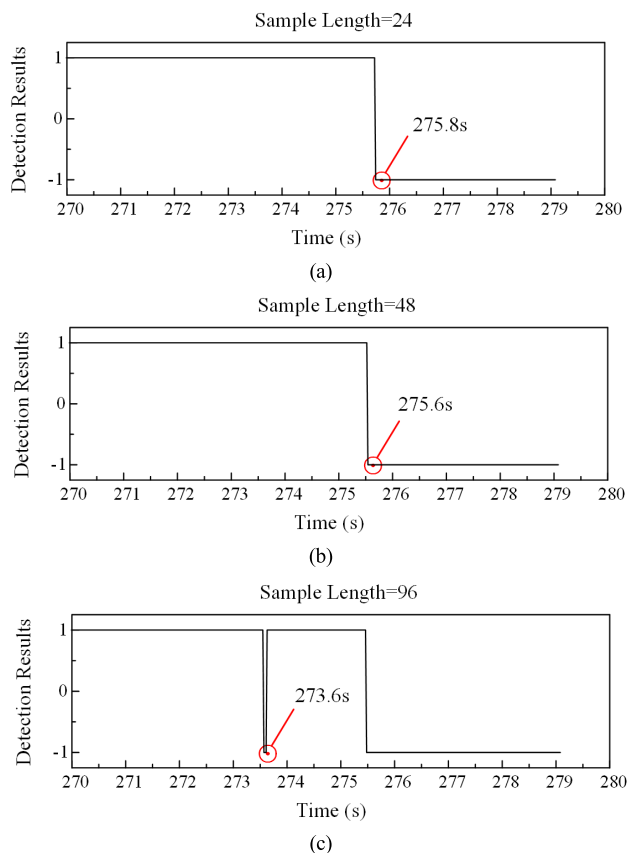 Sample Length=24
Detection Results
1
0
-1
275.8s
270 271 272 273 274 275 276 277 278 279 280
Time (s)
(a)
Sample Length=48
Detection Results
1
0
-1
275.6s
270 271 272 273 274 275 276 277 278 279 280
Time (s)
(b)
Sample Length=96
Detection Results
1
0
-1
273.6s
270 271 272 273 274 275 276 277 278 279 280
Time (s)
(c)